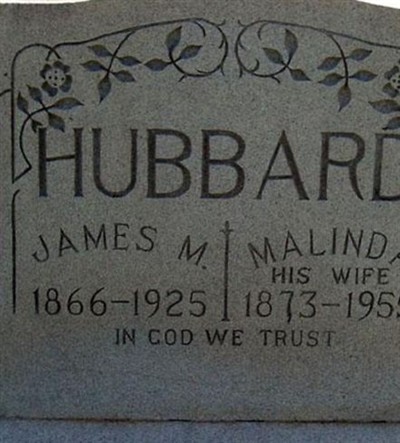 HUBBARD
JAMES M. MALINDA
HIS WIFE
1866-1925 1873-1955
IN GOD WE TRUST